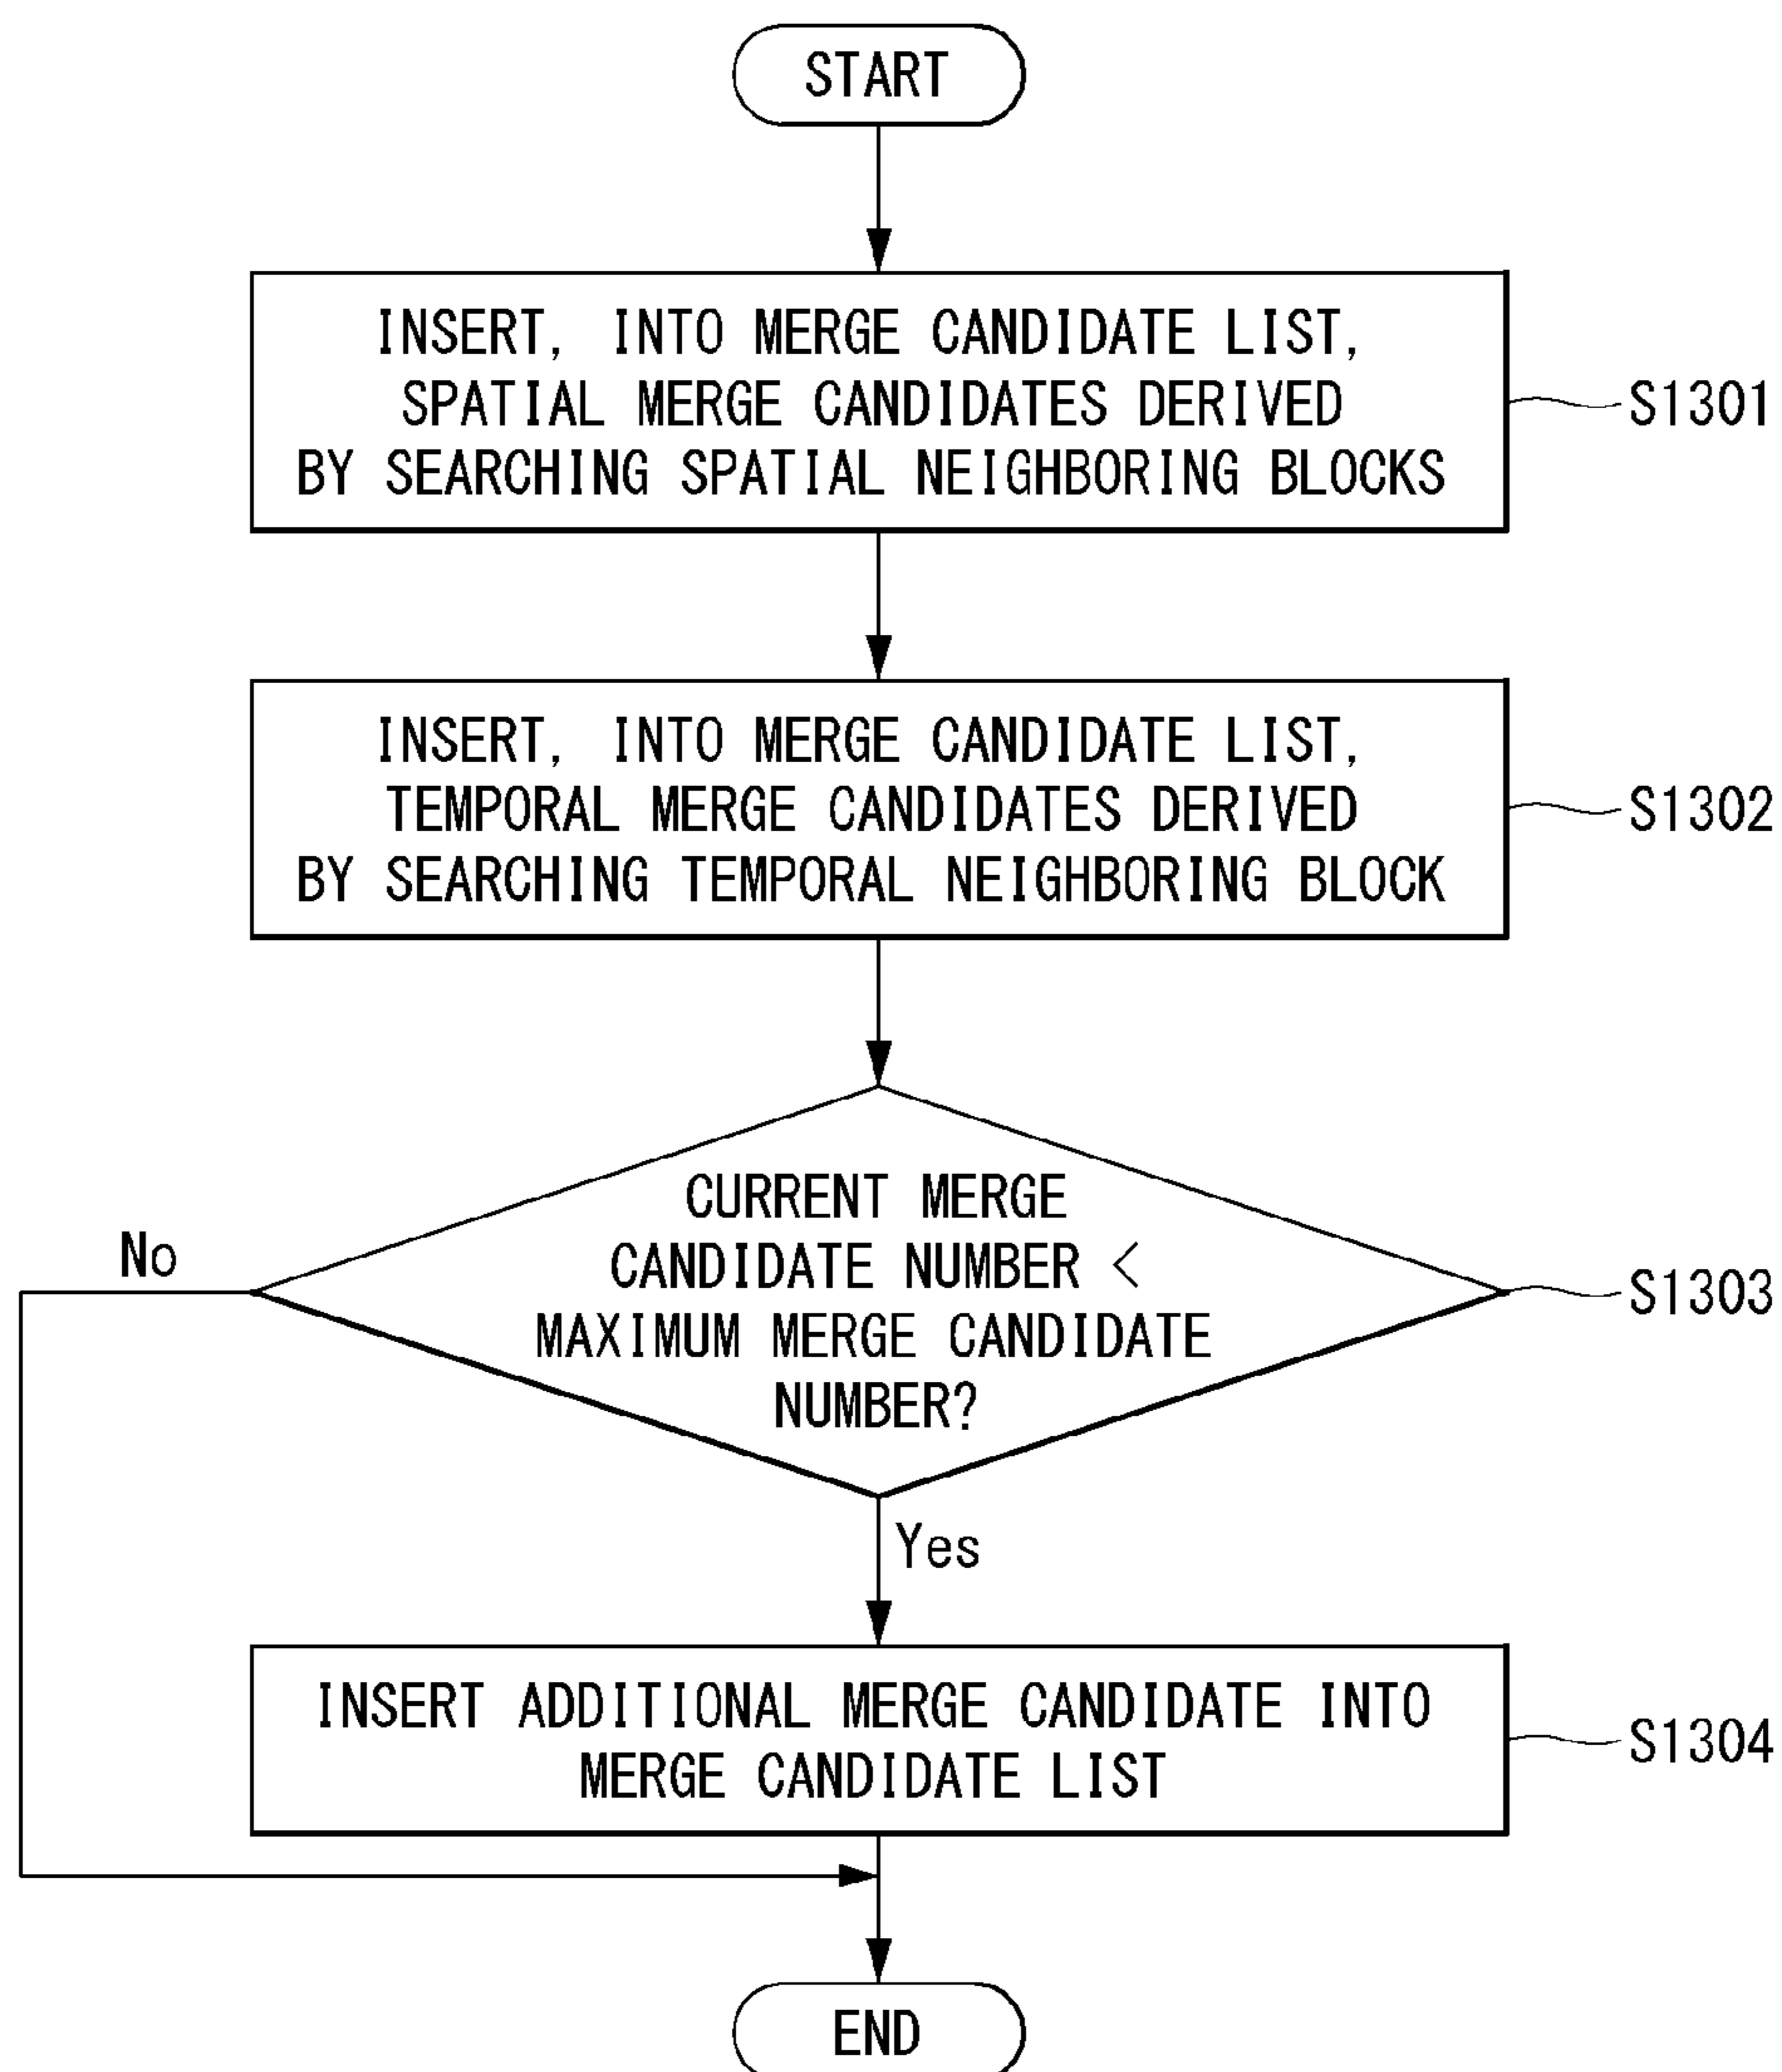 START
INSERT, INTO MERGE CANDIDATE LIST,
SPATIAL MERGE CANDIDATES DERIVED
BY SEARCHING SPATIAL NEIGHBORING BLOCKS
S1301
INSERT, INTO MERGE CANDIDATE LIST,
TEMPORAL MERGE CANDIDATES DERIVED
BY SEARCHING TEMPORAL NEIGHBORING BLOCK
S1302
CURRENT MERGE
CANDIDATE NUMBER <
MAXIMUM MERGE CANDIDATE
NUMBER?
No
S1303
Yes
INSERT ADDITIONAL MERGE CANDIDATE INTO
MERGE CANDIDATE LIST
S1304
END